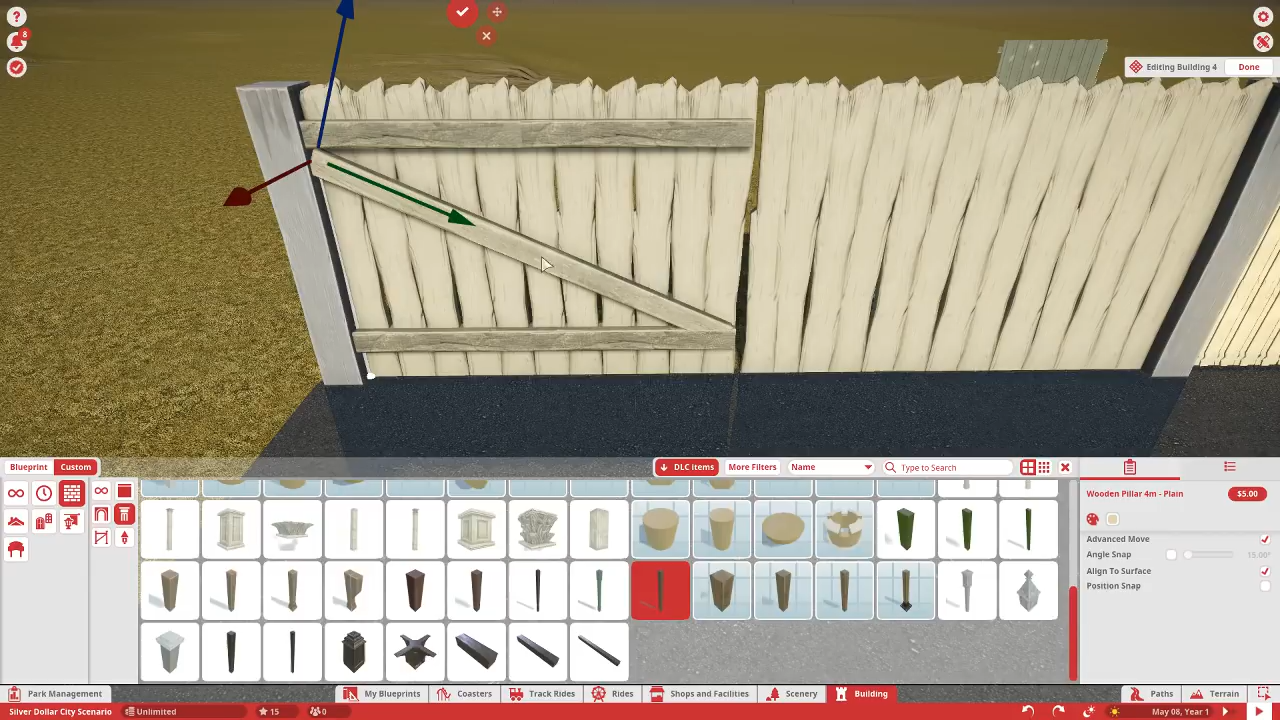 ?
8
Editing Building 4
Done
Blueprint
Custom
DLC Items
More Filters
Name
Type to Search
Wooden Pillar 4m - Plain
$5.00
Advanced Move
Angle Snap
15.00°
Align To Surface
Position Snap
Park Management
My Blueprints
Coasters
Track Rides
Rides
Shops and Facilities
Scenery
Building
Paths
Terrain
Silver Dollar City Scenario
Unlimited
15
0
May 08, Year 1